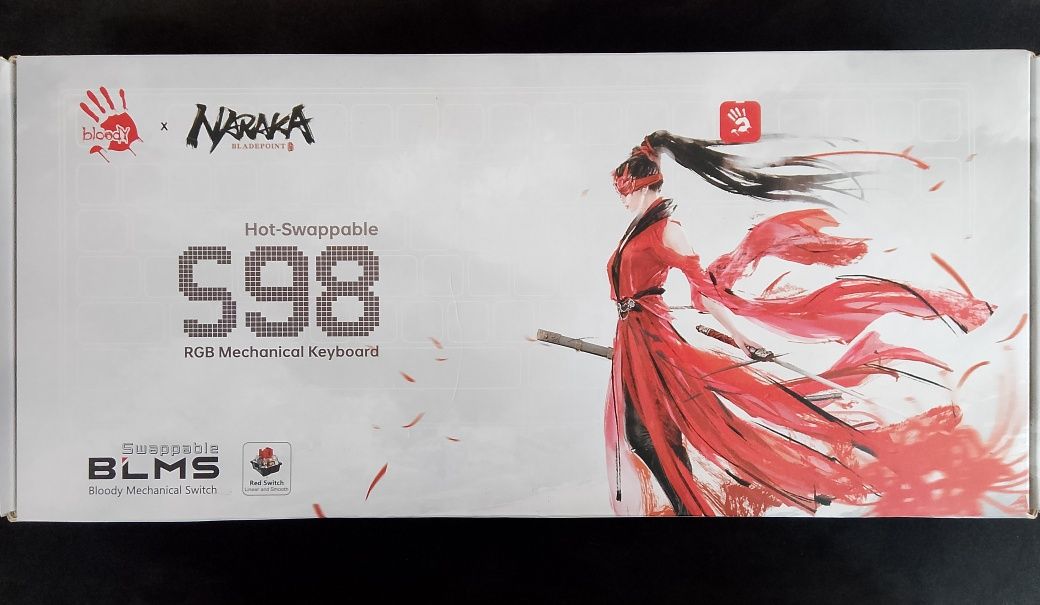 bloody
x
NARAKA
BLADEPOINT
Hot-Swappable
S98
RGB Mechanical Keyboard
Swappable
BLMS
Bloody Mechanical Switch
Red Switch
Linear and Smooth